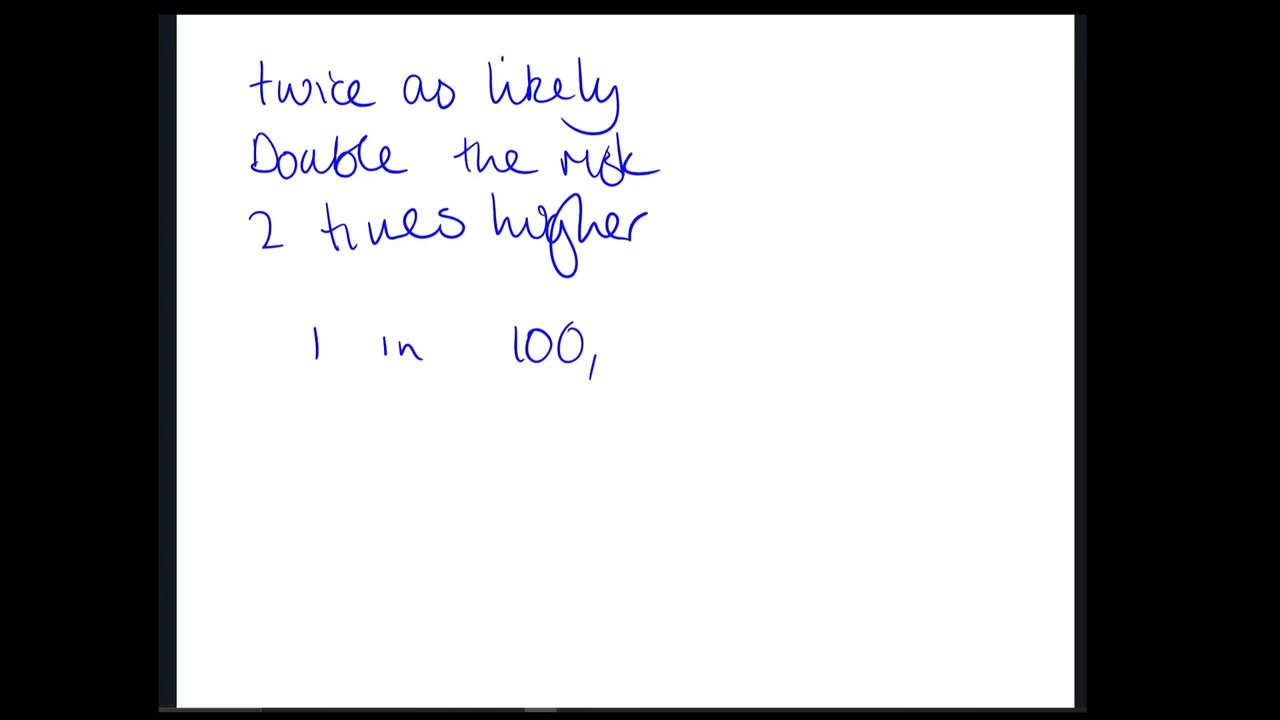 twice as likely
Double the risk
2 times higher
1 in 100,